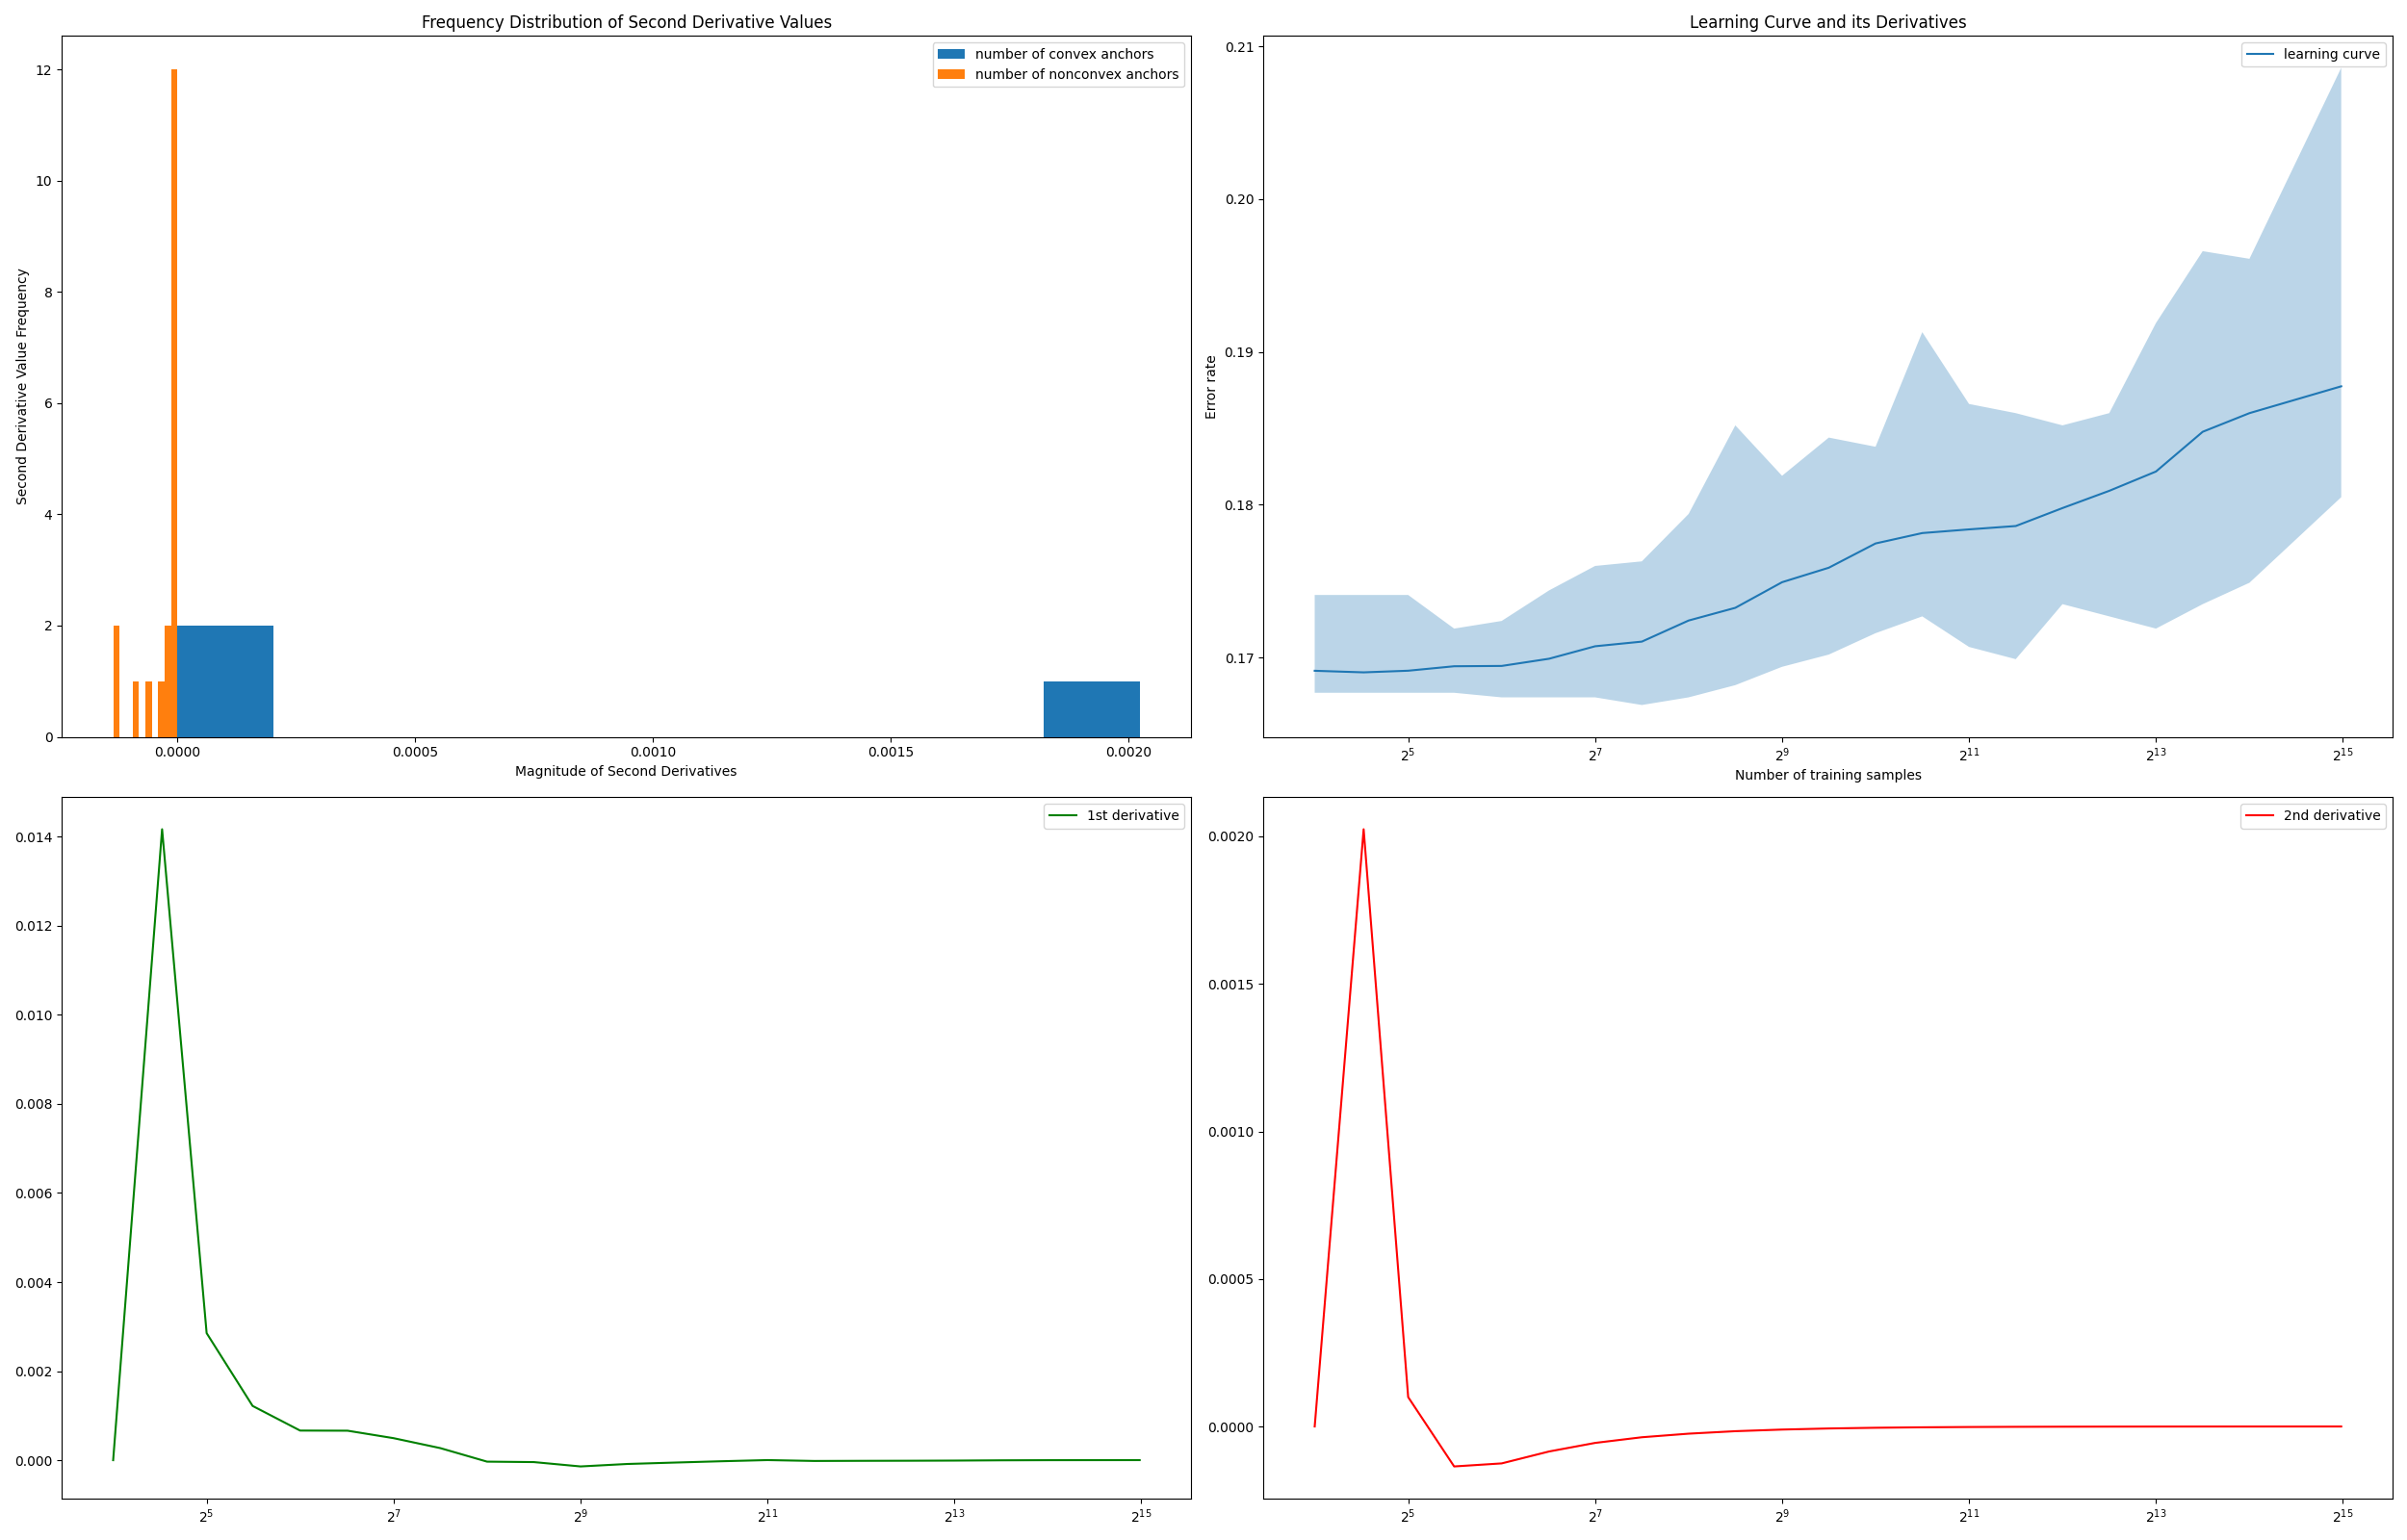 Frequency Distribution of Second Derivative Values
number of convex anchors
number of nonconvex anchors
Second Derivative Value Frequency
12
10
8
6
4
2
0
0.0000 0.0005 0.0010 0.0015 0.0020
Magnitude of Second Derivatives
Learning Curve and its Derivatives
learning curve
Error rate
0.21
0.20
0.19
0.18
0.17
2^5 2^7 2^9 2^11 2^13 2^15
Number of training samples
1st derivative
0.014
0.012
0.010
0.008
0.006
0.004
0.002
0.000
2^5 2^7 2^9 2^11 2^13 2^15
2nd derivative
0.0020
0.0015
0.0010
0.0005
0.0000
2^5 2^7 2^9 2^11 2^13 2^15